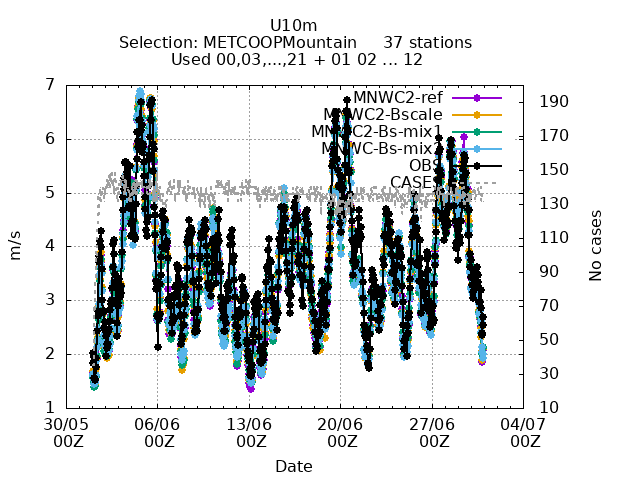 U10m
Selection: METCOOPMountain 37 stations
Used 00,03,...,21 + 01 02 ... 12
MNWC2-ref
MNWC2-Bscale
MNWC2-Bs-mix1
MNWC-Bs-mix
OBS
CASES
7
6
5
4
3
2
1
m/s
190
170
150
130
110
90
70
50
30
10
No cases
30/05 06/06 13/06 20/06 27/06 04/07
00Z 00Z 00Z 00Z 00Z 00Z
Date